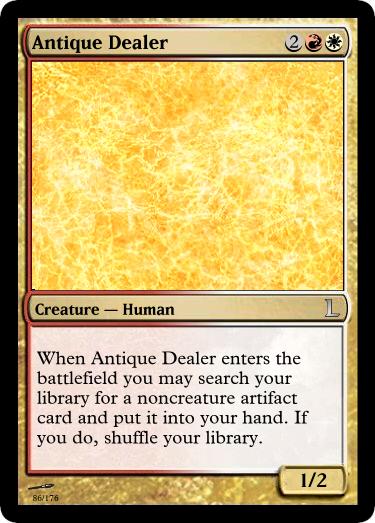 Antique Dealer 2
Creature — Human L
When Antique Dealer enters the
battlefield you may search your
library for a noncreature artifact
card and put it into your hand. If
you do, shuffle your library.
1/2
86/176